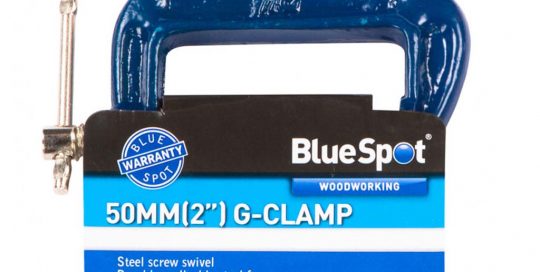 BLUE
WARRANTY
SPOT
BlueSpot®
WOODWORKING
50MM(2”) G-CLAMP
Steel screw swivel